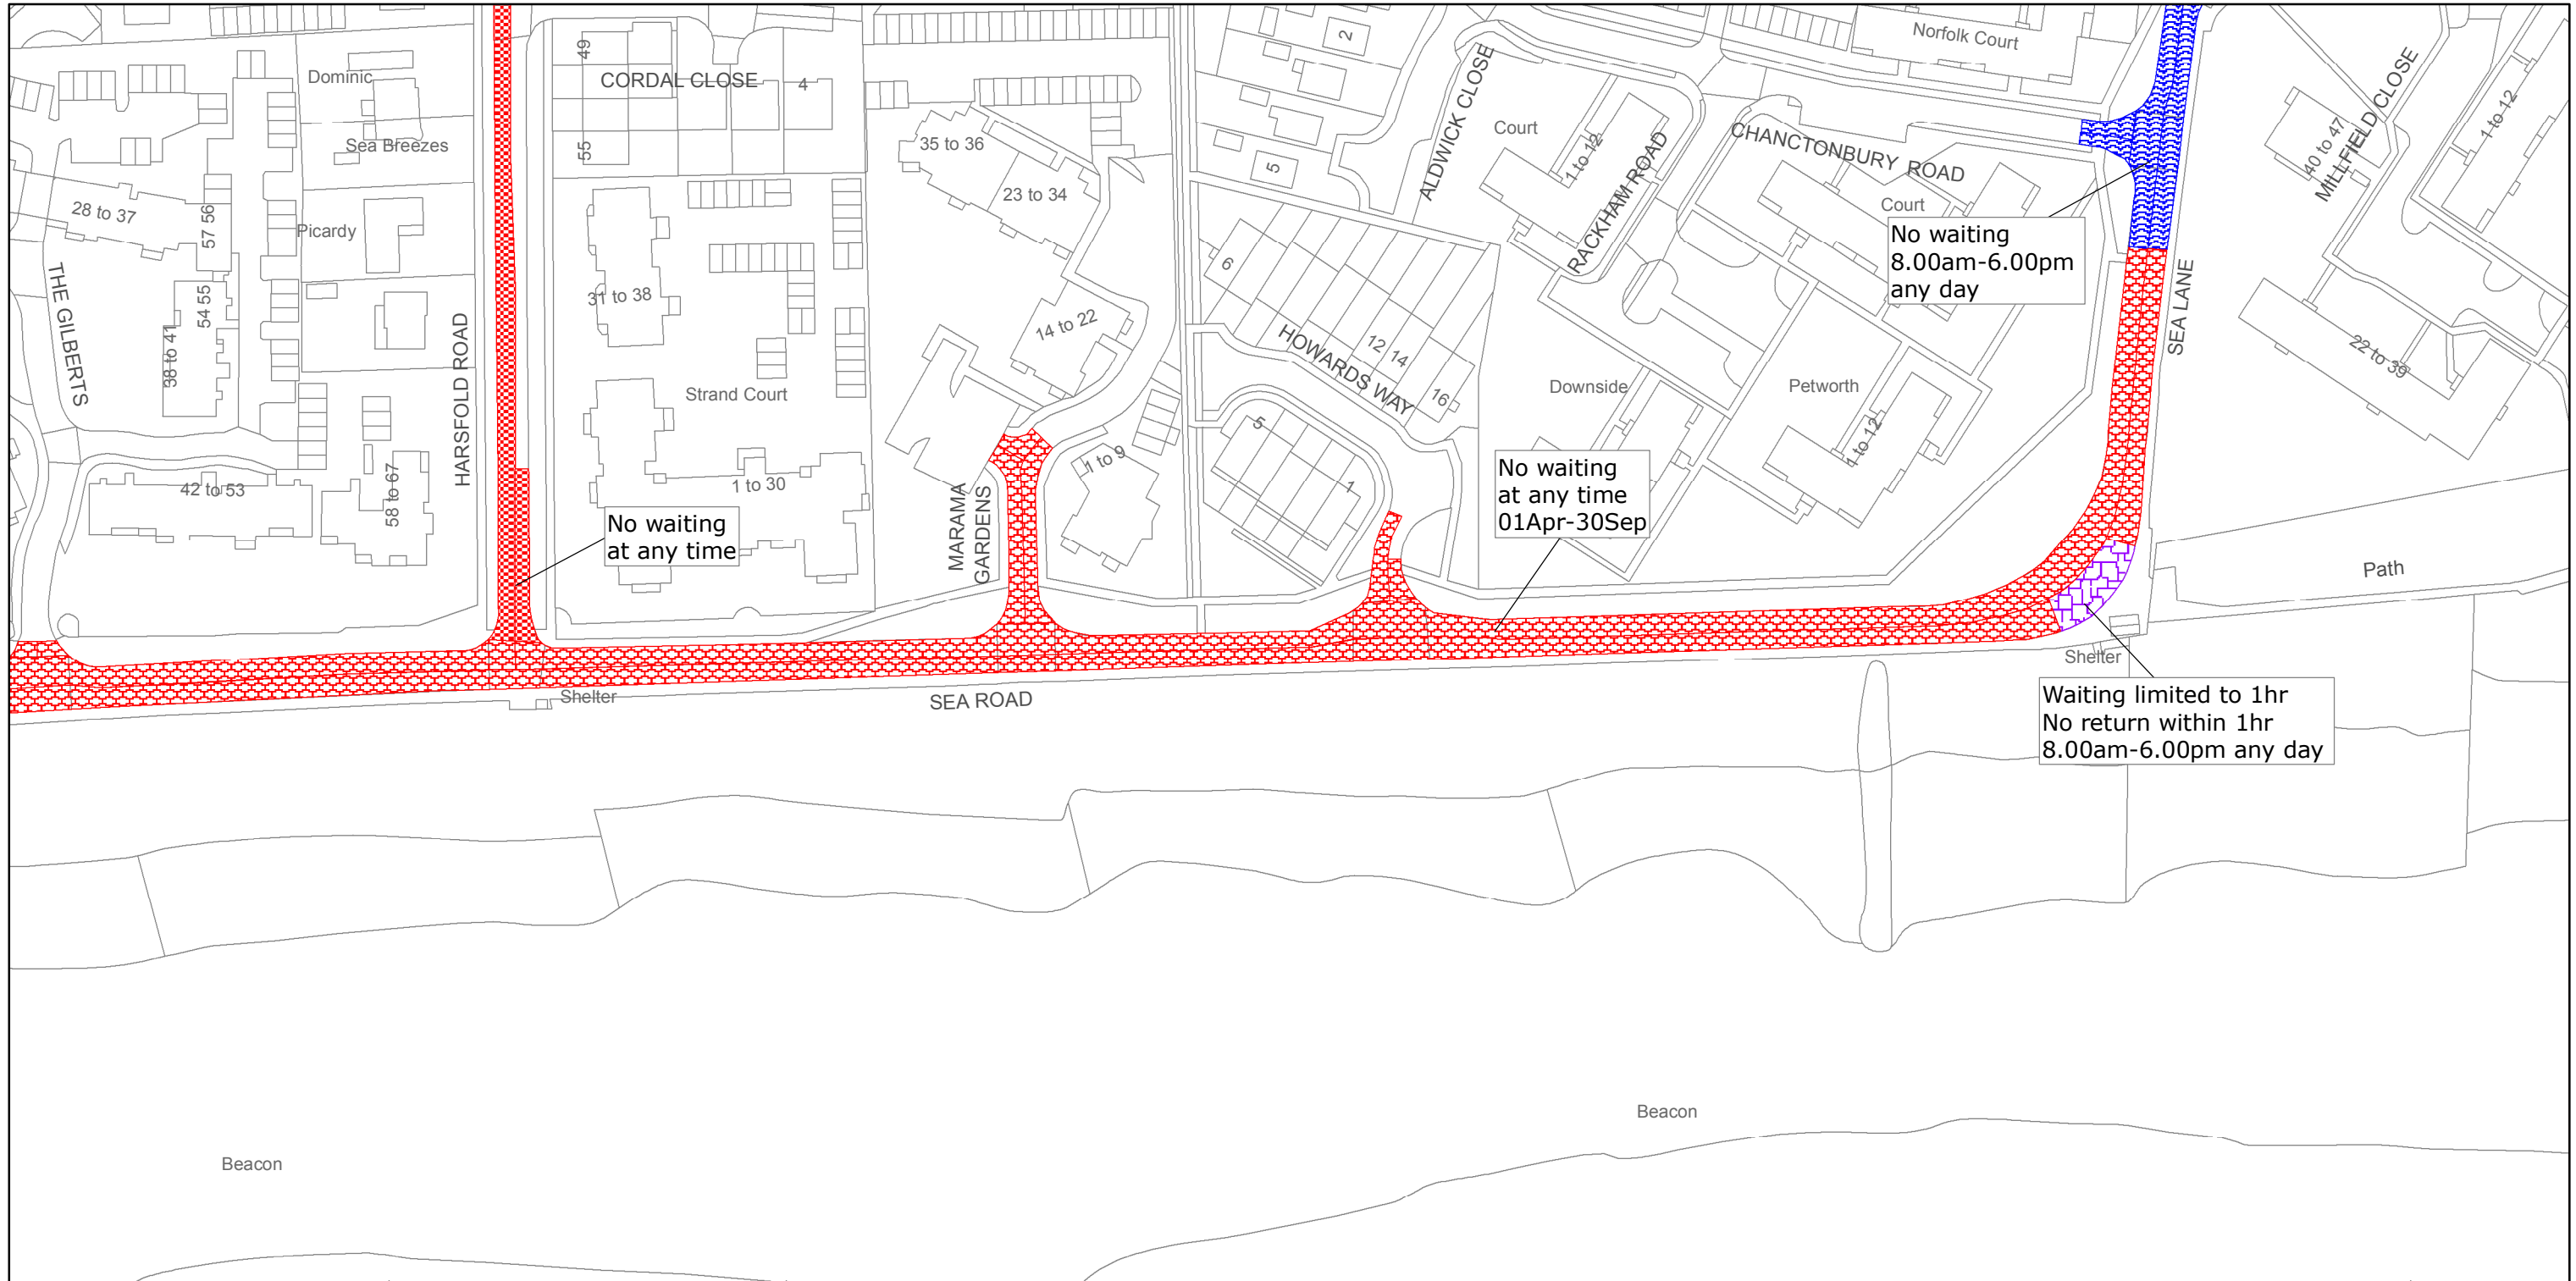 Norfolk Court
2
49
Dominic
CORDAL CLOSE
4
ALDWICK CLOSE
MILLFIELD CLOSE
1 to 12
Sea Breezes
55
35 to 36
Court
1 to 12
CHANCTONBURY ROAD
40 to 47
5
23 to 34
RACKHAM ROAD
Court
28 to 37
57 56
Picardy
No waiting
8.00am-6.00pm
any day
6
THE GILBERTS
54 55
31 to 38
14 to 22
SEA LANE
38 to 41
HARSFOLD ROAD
HOWARDS WAY
12 14
16
22 to 39
Strand Court
Downside
Petworth
5
1 to 12
1 to 9
42 to 53
58 to 67
1 to 30
1
No waiting
at any time
01Apr-30Sep
No waiting
at any time
MARAMA
GARDENS
Path
Shelter
Shelter
SEA ROAD
Waiting limited to 1hr
No return within 1hr
8.00am-6.00pm any day
Beacon
Beacon